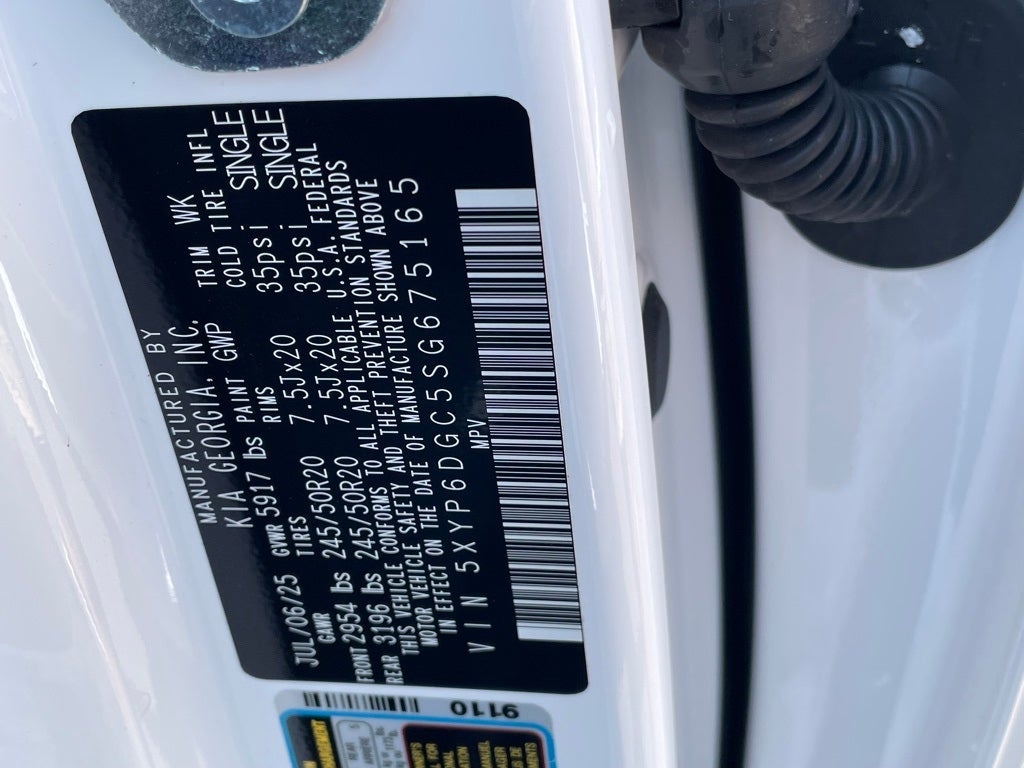 MANUFACTURED BY
KIA GEORGIA, INC.
JUL/06/25 GVWR 5917 lbs PAINT GWP TRIM WK
GAWR TIRES RIMS COLD TIRE INFL
FRONT 2954 lbs 245/50R20 7.5Jx20 35psi SINGLE
REAR 3196 lbs 245/50R20 7.5Jx20 35psi SINGLE
THIS VEHICLE CONFORMS TO ALL APPLICABLE U.S.A. FEDERAL
MOTOR VEHICLE SAFETY AND THEFT PREVENTION STANDARDS
IN EFFECT ON THE DATE OF MANUFACTURE SHOWN ABOVE
VIN 5XYP6DGC5SG675165
MPV
9110